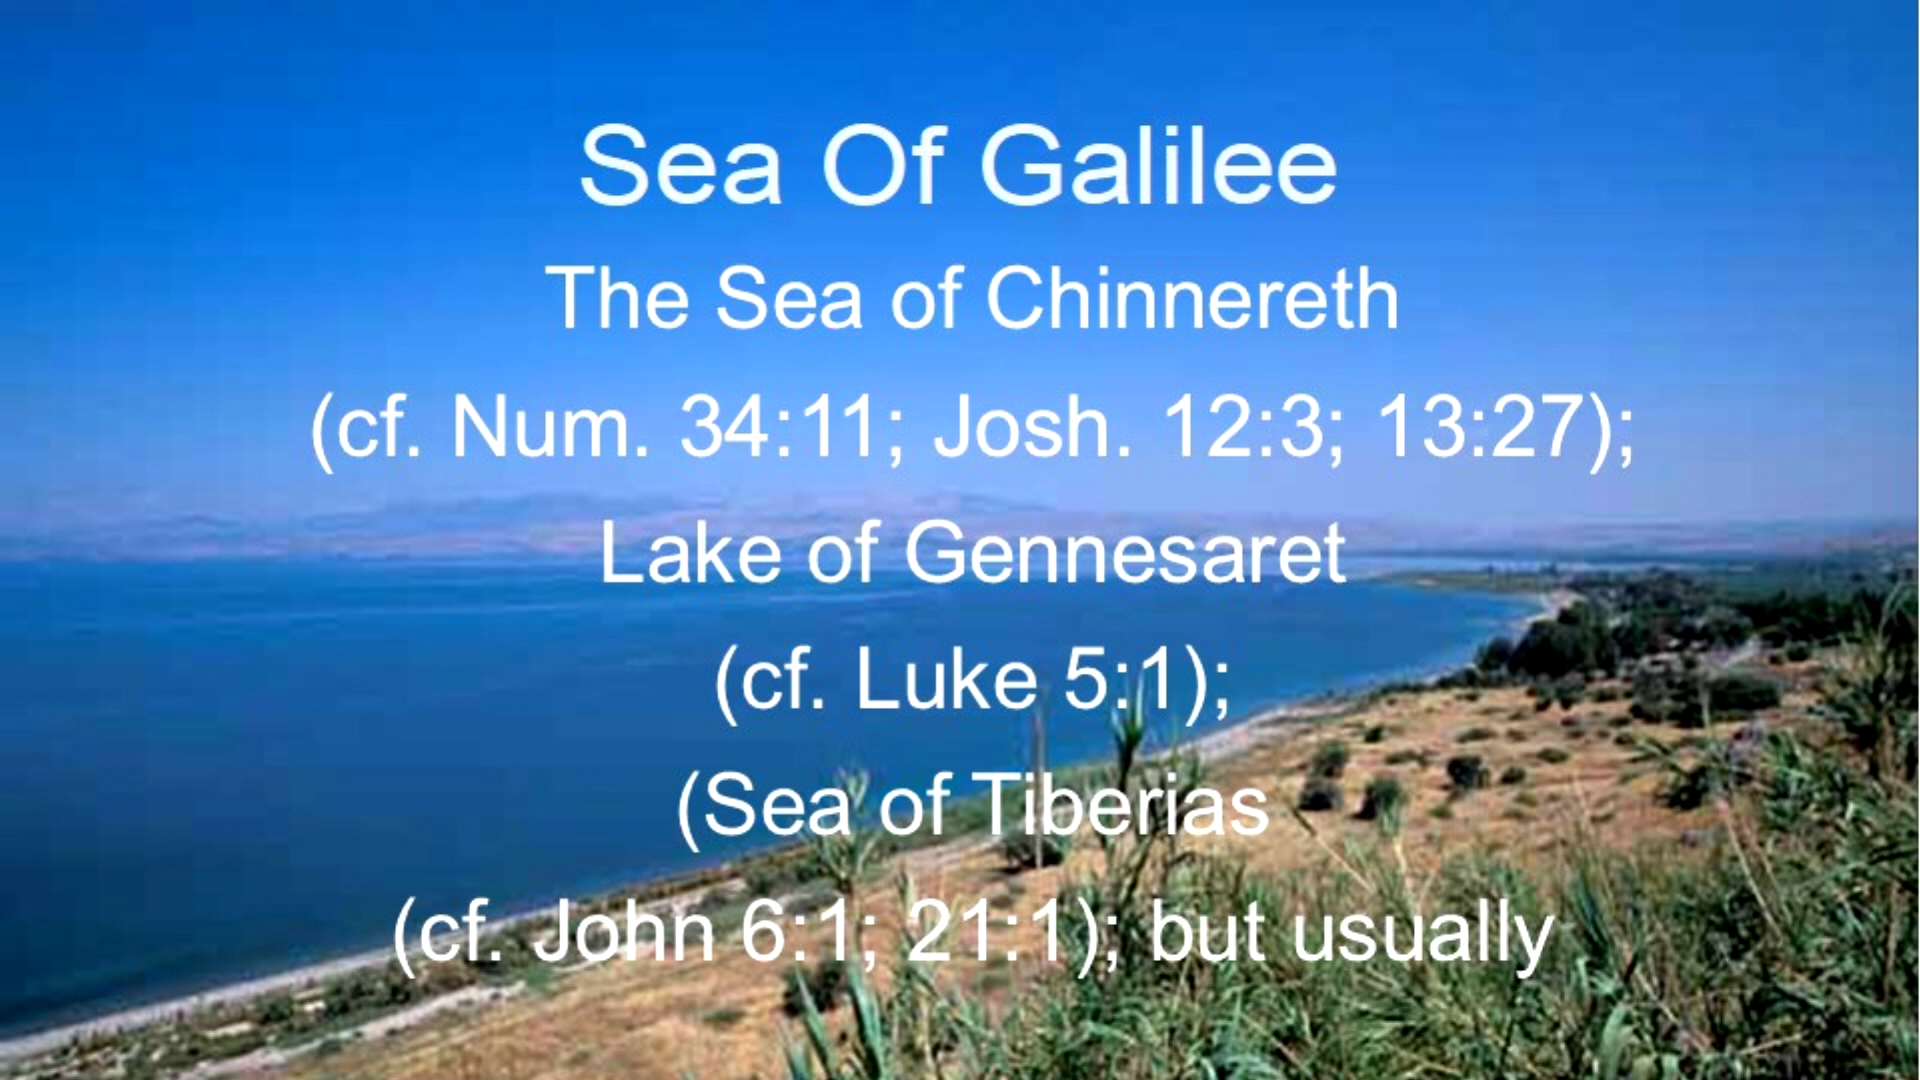 Sea Of Galilee
The Sea of Chinnereth
(cf. Num. 34:11; Josh. 12:3; 13:27);
Lake of Gennesaret
(cf. Luke 5:1);
(Sea of Tiberias
(cf. John 6:1; 21:1); but usually